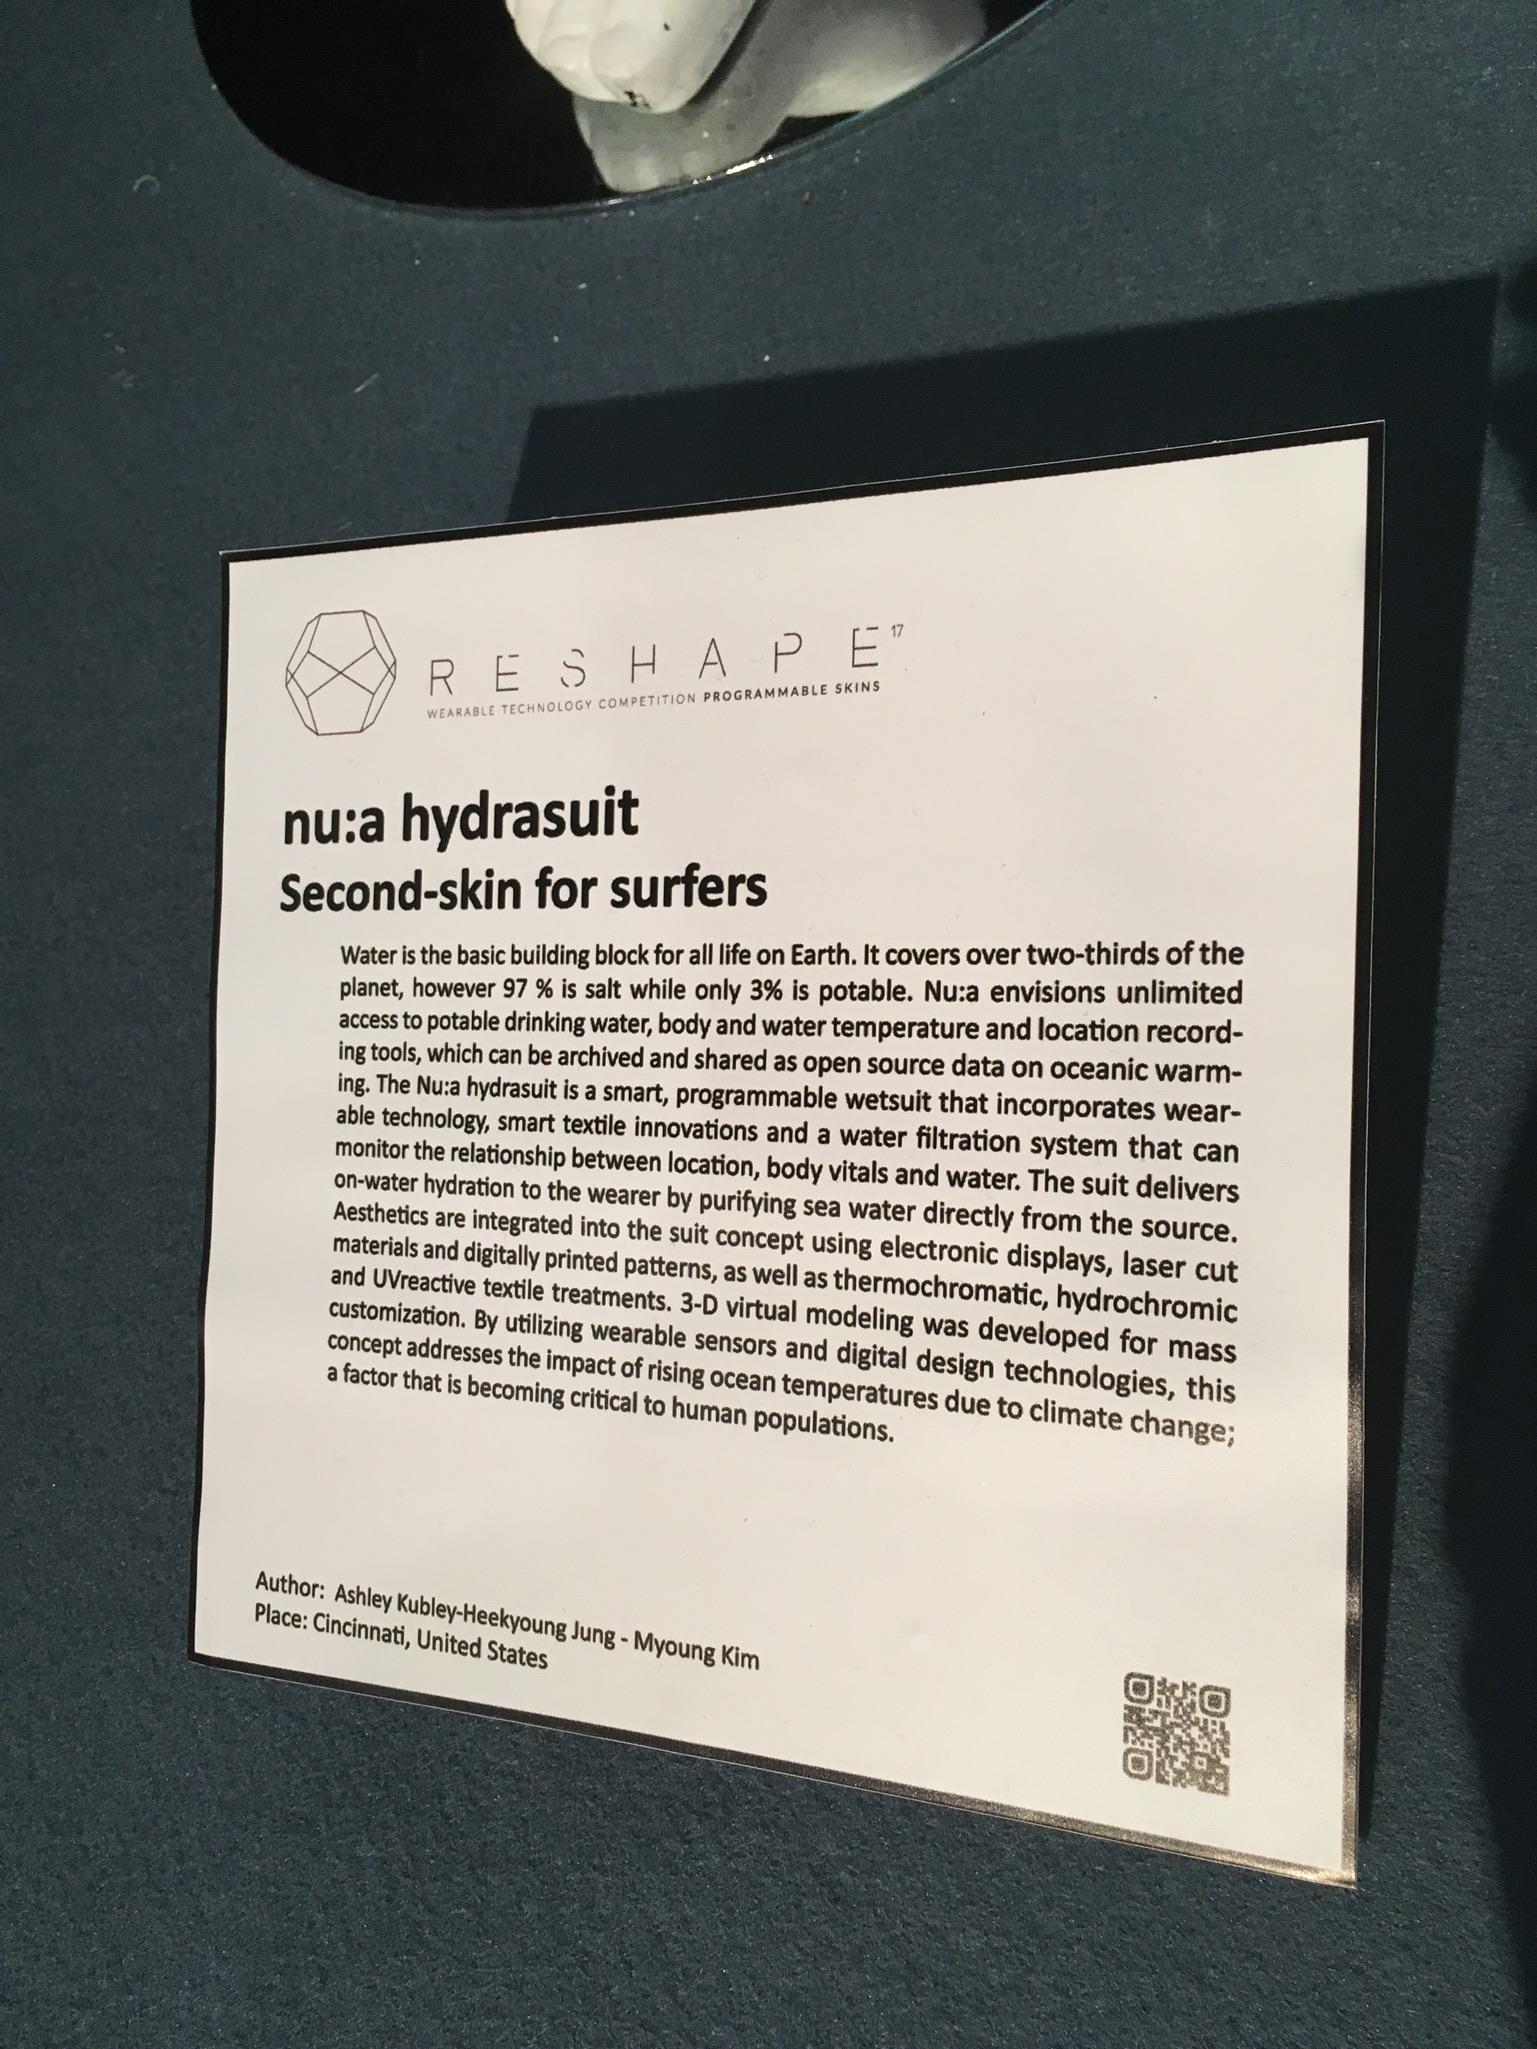 RESHAPE17
WEARABLE TECHNOLOGY COMPETITION PROGRAMMABLE SKINS
nu:a hydrasuit
Second-skin for surfers
Water is the basic building block for all life on Earth. It covers over two-thirds of the
planet, however 97 % is salt while only 3% is potable. Nu:a envisions unlimited
access to potable drinking water, body and water temperature and location record-
ing tools, which can be archived and shared as open source data on oceanic warm-
ing. The Nu:a hydrasuit is a smart, programmable wetsuit that incorporates wear-
able technology, smart textile innovations and a water filtration system that can
monitor the relationship between location, body vitals and water. The suit delivers
on-water hydration to the wearer by purifying sea water directly from the source.
Aesthetics are integrated into the suit concept using electronic displays, laser cut
materials and digitally printed patterns, as well as thermochromatic, hydrochromic
and UVreactive textile treatments. 3-D virtual modeling was developed for mass
customization. By utilizing wearable sensors and digital design technologies, this
concept addresses the impact of rising ocean temperatures due to climate change;
a factor that is becoming critical to human populations.
Author: Ashley Kubley-Heekyoung Jung - Myoung Kim
Place: Cincinnati, United States